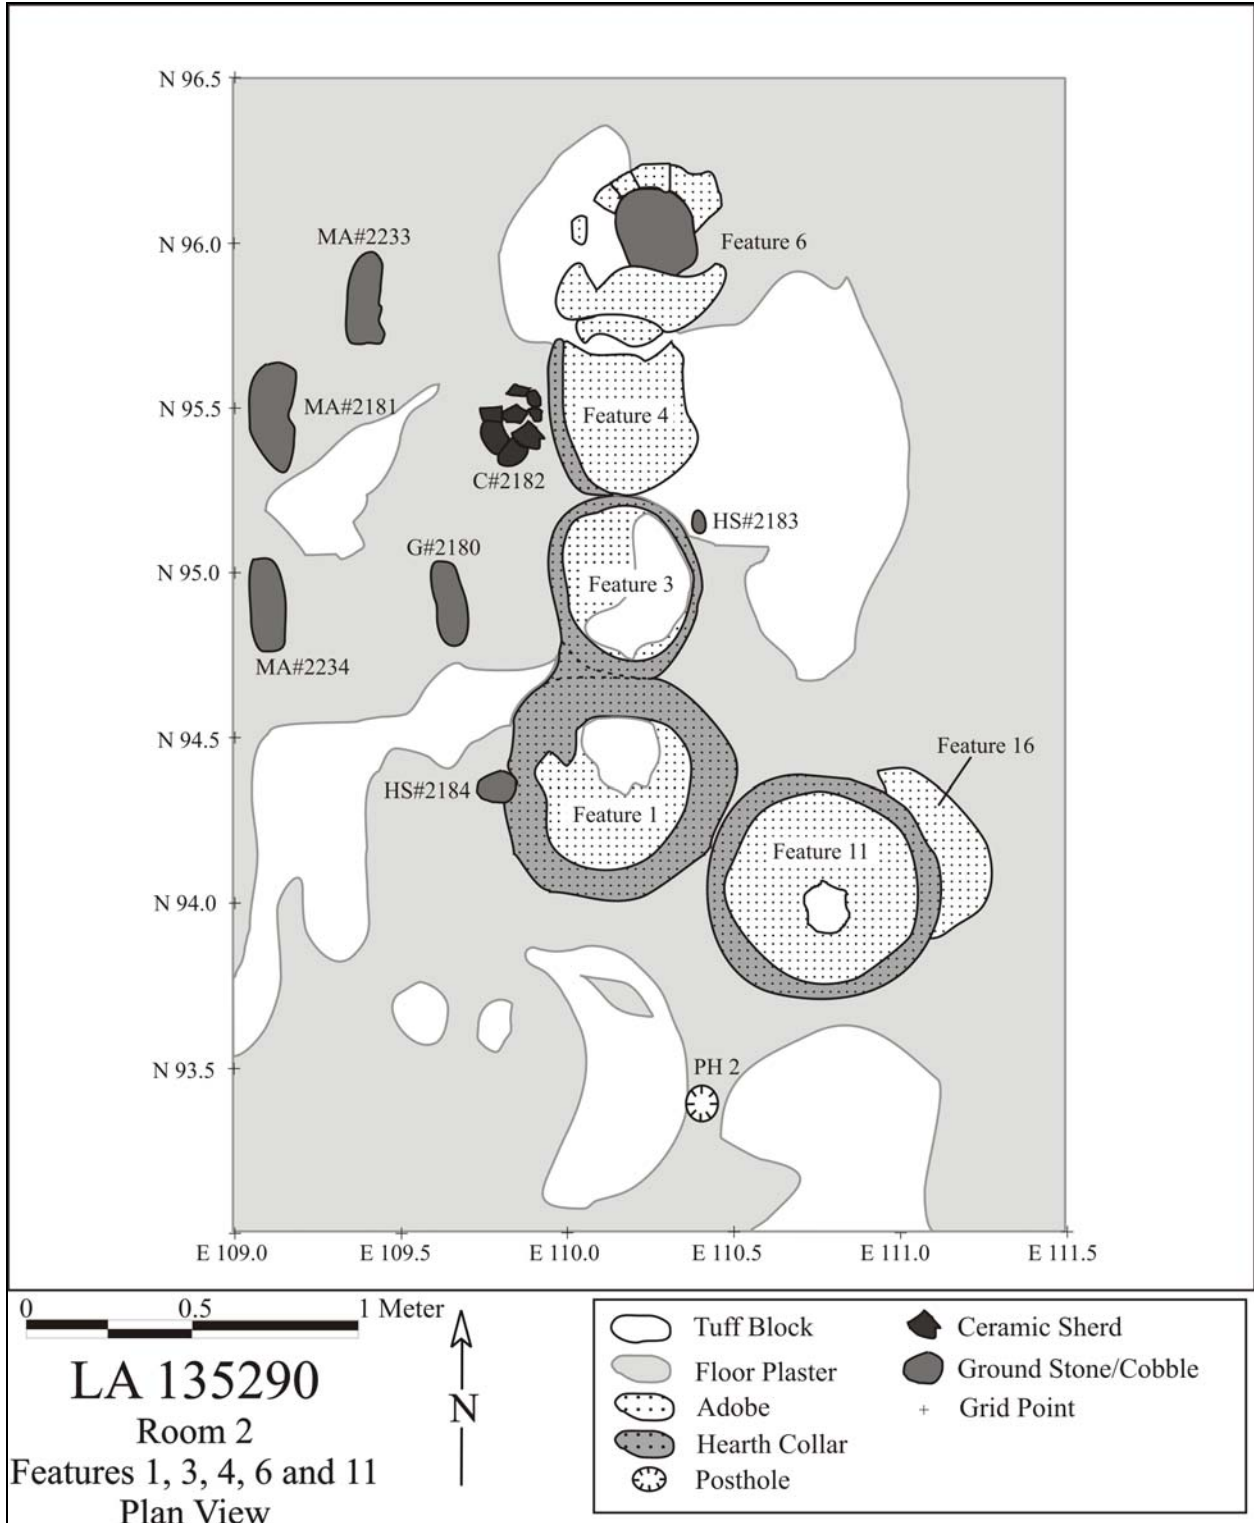 N 96.5
N 96.0
N 95.5
N 95.0
N 94.5
N 94.0
N 93.5
MA#2233
Feature 6
MA#2181
Feature 4
C#2182
HS#2183
G#2180
Feature 3
MA#2234
Feature 16
HS#2184
Feature 1
Feature 11
PH 2
E 109.0 E 109.5 E 110.0 E 110.5 E 111.0 E 111.5
0 0.5 1 Meter
LA 135290
Room 2
Features 1, 3, 4, 6 and 11
Plan View
N
Tuff Block
Floor Plaster
Adobe
Hearth Collar
Posthole
Ceramic Sherd
Ground Stone/Cobble
Grid Point